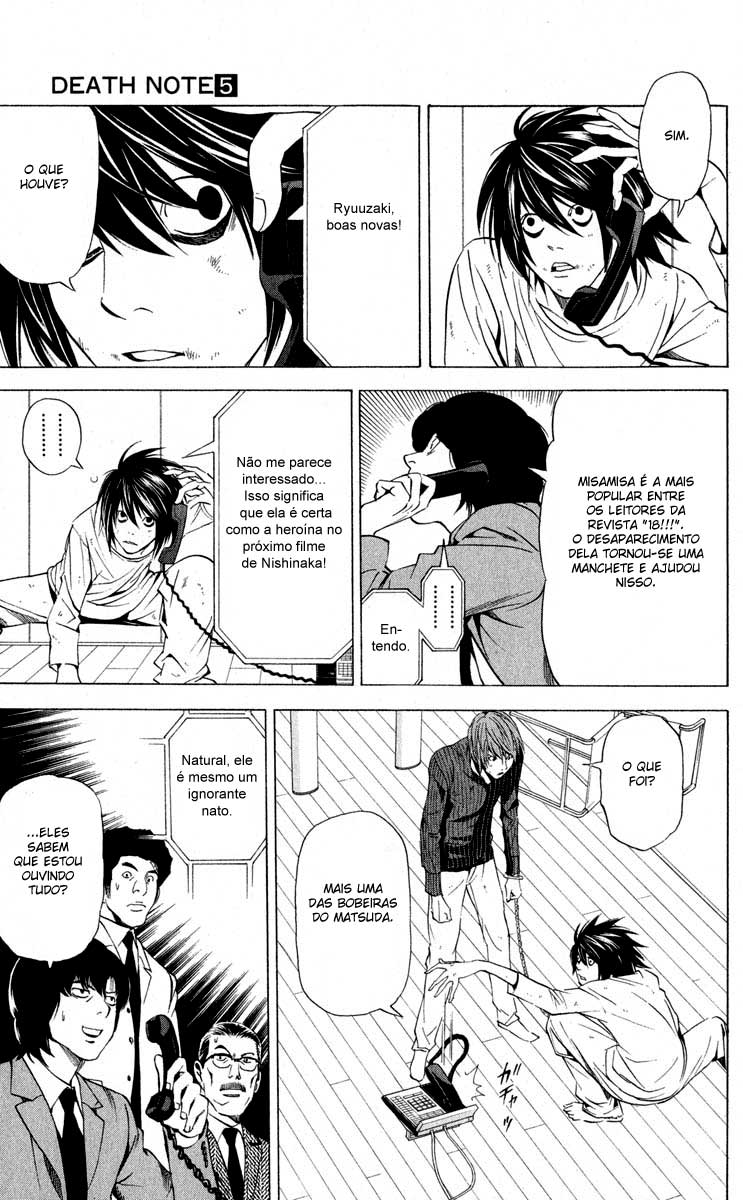 DEATH NOTE 5
SIM.
Ryuuzaki,
boas novas!
O QUE
HOUVE?
MISAMISA É A MAIS
POPULAR ENTRE
OS LEITORES DA
REVISTA "18!!!".
O DESAPARECIMENTO
DELA TORNOU-SE UMA
MANCHETE E AJUDOU
NISSO.
En-
tendo.
Não me parece
interessado...
Isso significa
que ela é certa
como a heroína no
próximo filme
de Nishinaka!
O QUE
FOI?
MAIS UMA
DAS BOBEIRAS
DO MATSUDA.
Natural, ele
é mesmo um
ignorante
nato.
...ELES
SABEM
QUE ESTOU
OUVINDO
TUDO?